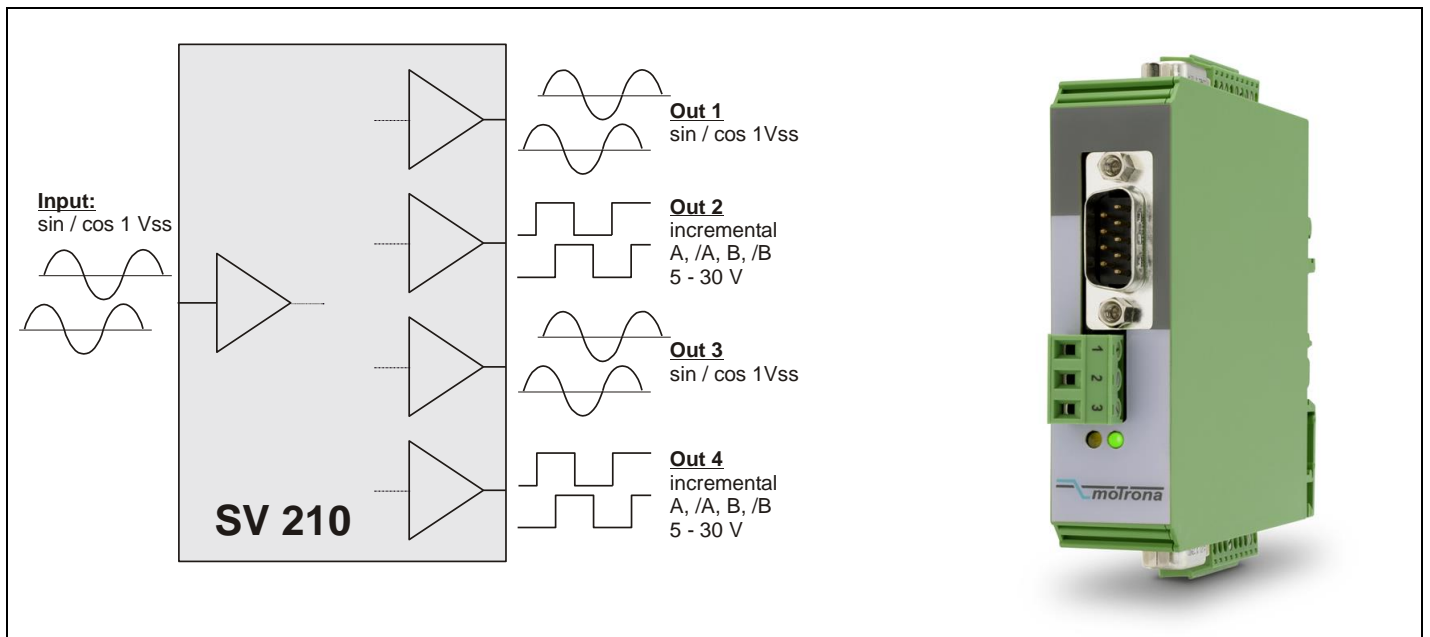 Input:
sin / cos 1 Vss
SV 210
Out 1
sin / cos 1Vss
Out 2
incremental
A, /A, B, /B
5 - 30 V
Out 3
sin / cos 1Vss
Out 4
incremental
A, /A, B, /B
5 - 30 V
1
2
3
motrona